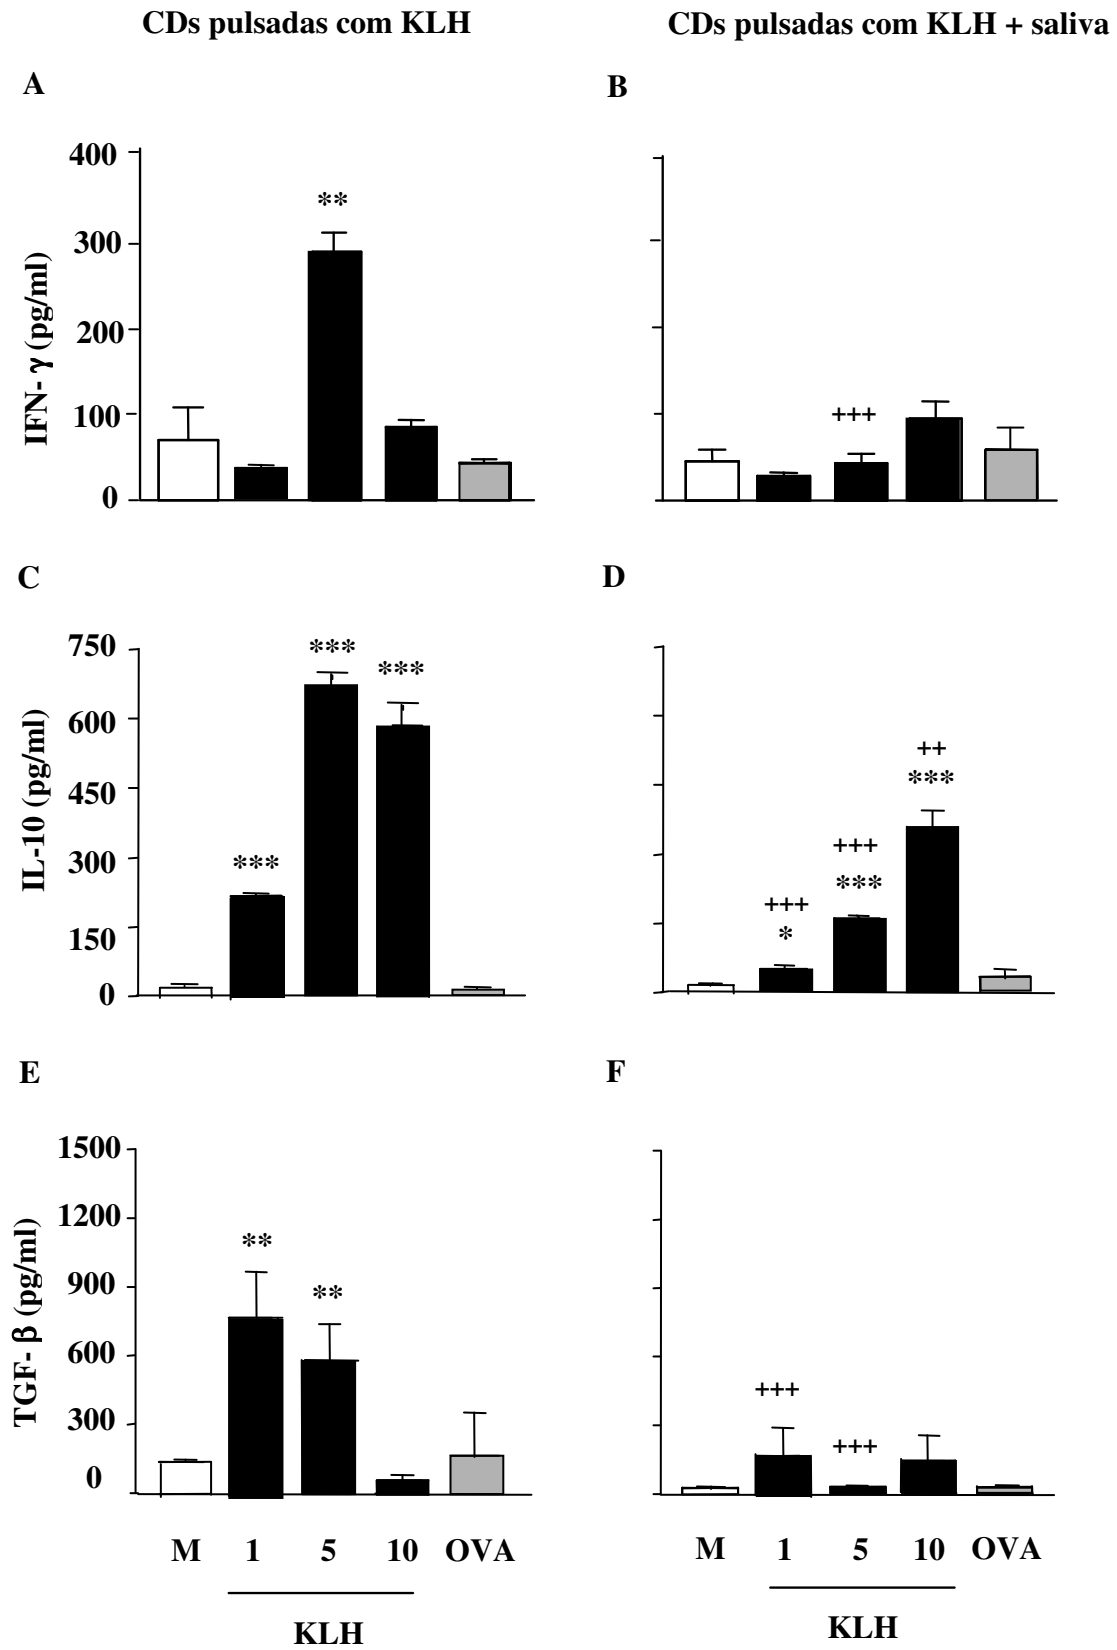 CDs pulsadas com KLH
CDs pulsadas com KLH + saliva
A
B
400
300
200
100
0
IFN- γ (pg/ml)
**
+++
C
D
750
600
450
300
150
0
IL-10 (pg/ml)
***
***
***
+++
*
+++
***
++
***
E
F
1500
1200
900
600
300
0
TGF- β (pg/ml)
**
**
+++
+++
M 1 5 10 OVA
M 1 5 10 OVA
KLH
KLH